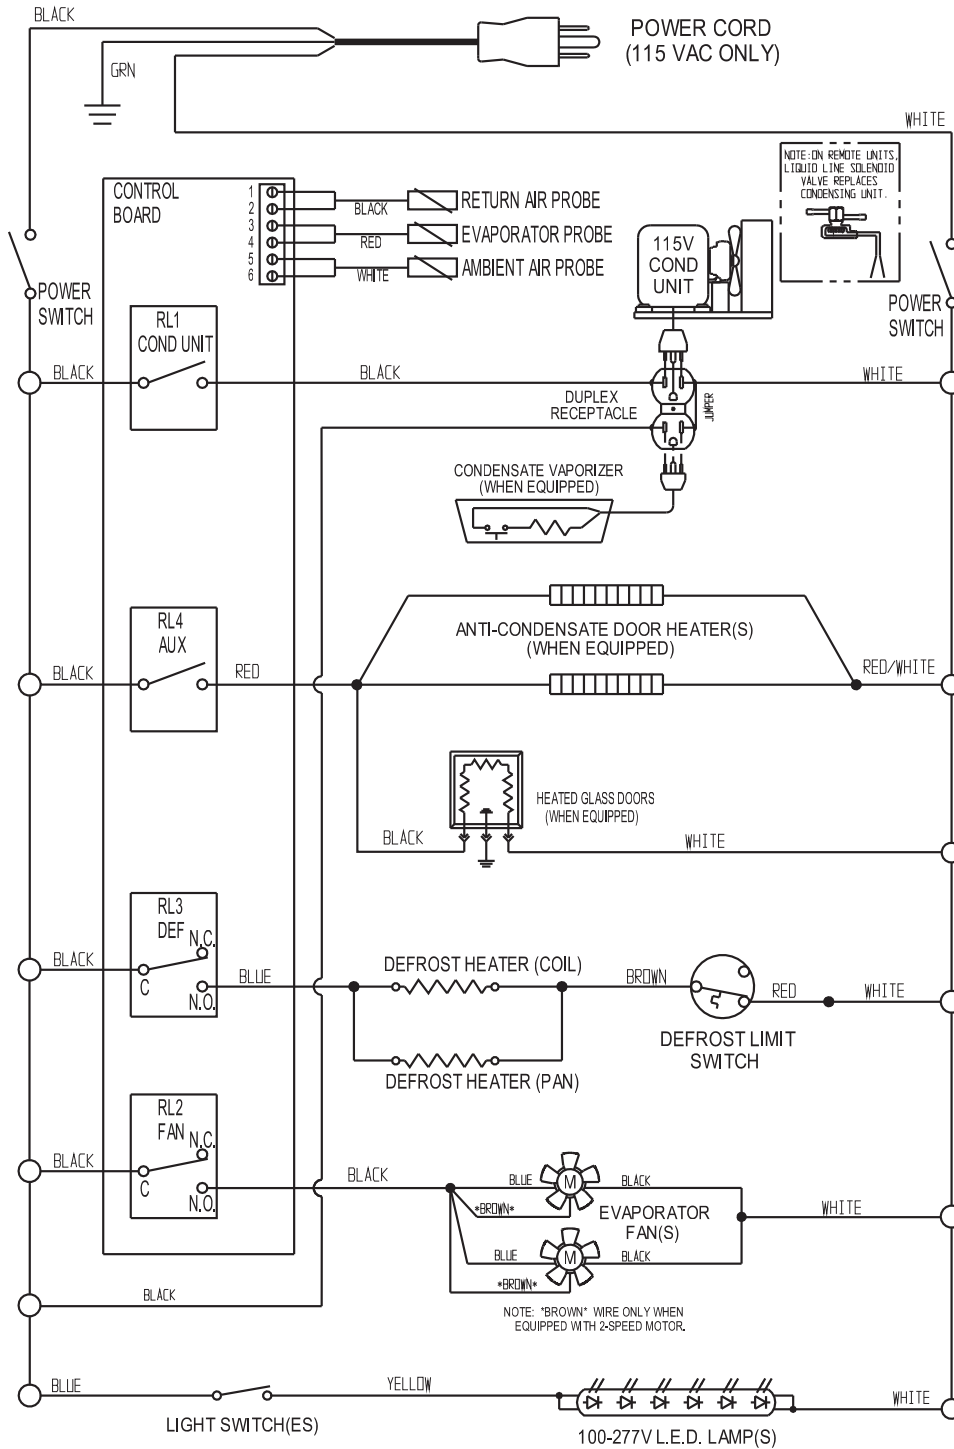 BLACK
POWER CORD
(115 VAC ONLY)
GRN
WHITE
NOTE:ON REMOTE UNITS,
LIQUID LINE SOLENOID
VALVE REPLACES
CONDENSING UNIT.
CONTROL
BOARD
1
2
3
4
5
6
BLACK
RED
WHITE
RETURN AIR PROBE
EVAPORATOR PROBE
AMBIENT AIR PROBE
115V
COND
UNIT
POWER
SWITCH
POWER
SWITCH
RL1
COND UNIT
BLACK
BLACK
WHITE
DUPLEX
RECEPTACLE
JUMPER
CONDENSATE VAPORIZER
(WHEN EQUIPPED)
RL4
AUX
BLACK
RED
ANTI-CONDENSATE DOOR HEATER(S)
(WHEN EQUIPPED)
RED/WHITE
HEATED GLASS DOORS
(WHEN EQUIPPED)
BLACK
WHITE
RL3
DEF
N.C.
C
N.O.
BLACK
BLUE
DEFROST HEATER (COIL)
BROWN
RED
WHITE
DEFROST LIMIT
SWITCH
DEFROST HEATER (PAN)
RL2
FAN
N.C.
C
N.O.
BLACK
BLACK
BLUE
M
BLACK
*BROWN*
EVAPORATOR
FAN(S)
WHITE
BLUE
M
BLACK
*BROWN*
BLACK
NOTE: *BROWN* WIRE ONLY WHEN
EQUIPPED WITH 2-SPEED MOTOR.
BLUE
YELLOW
WHITE
LIGHT SWITCH(ES)
100-277V L.E.D. LAMP(S)